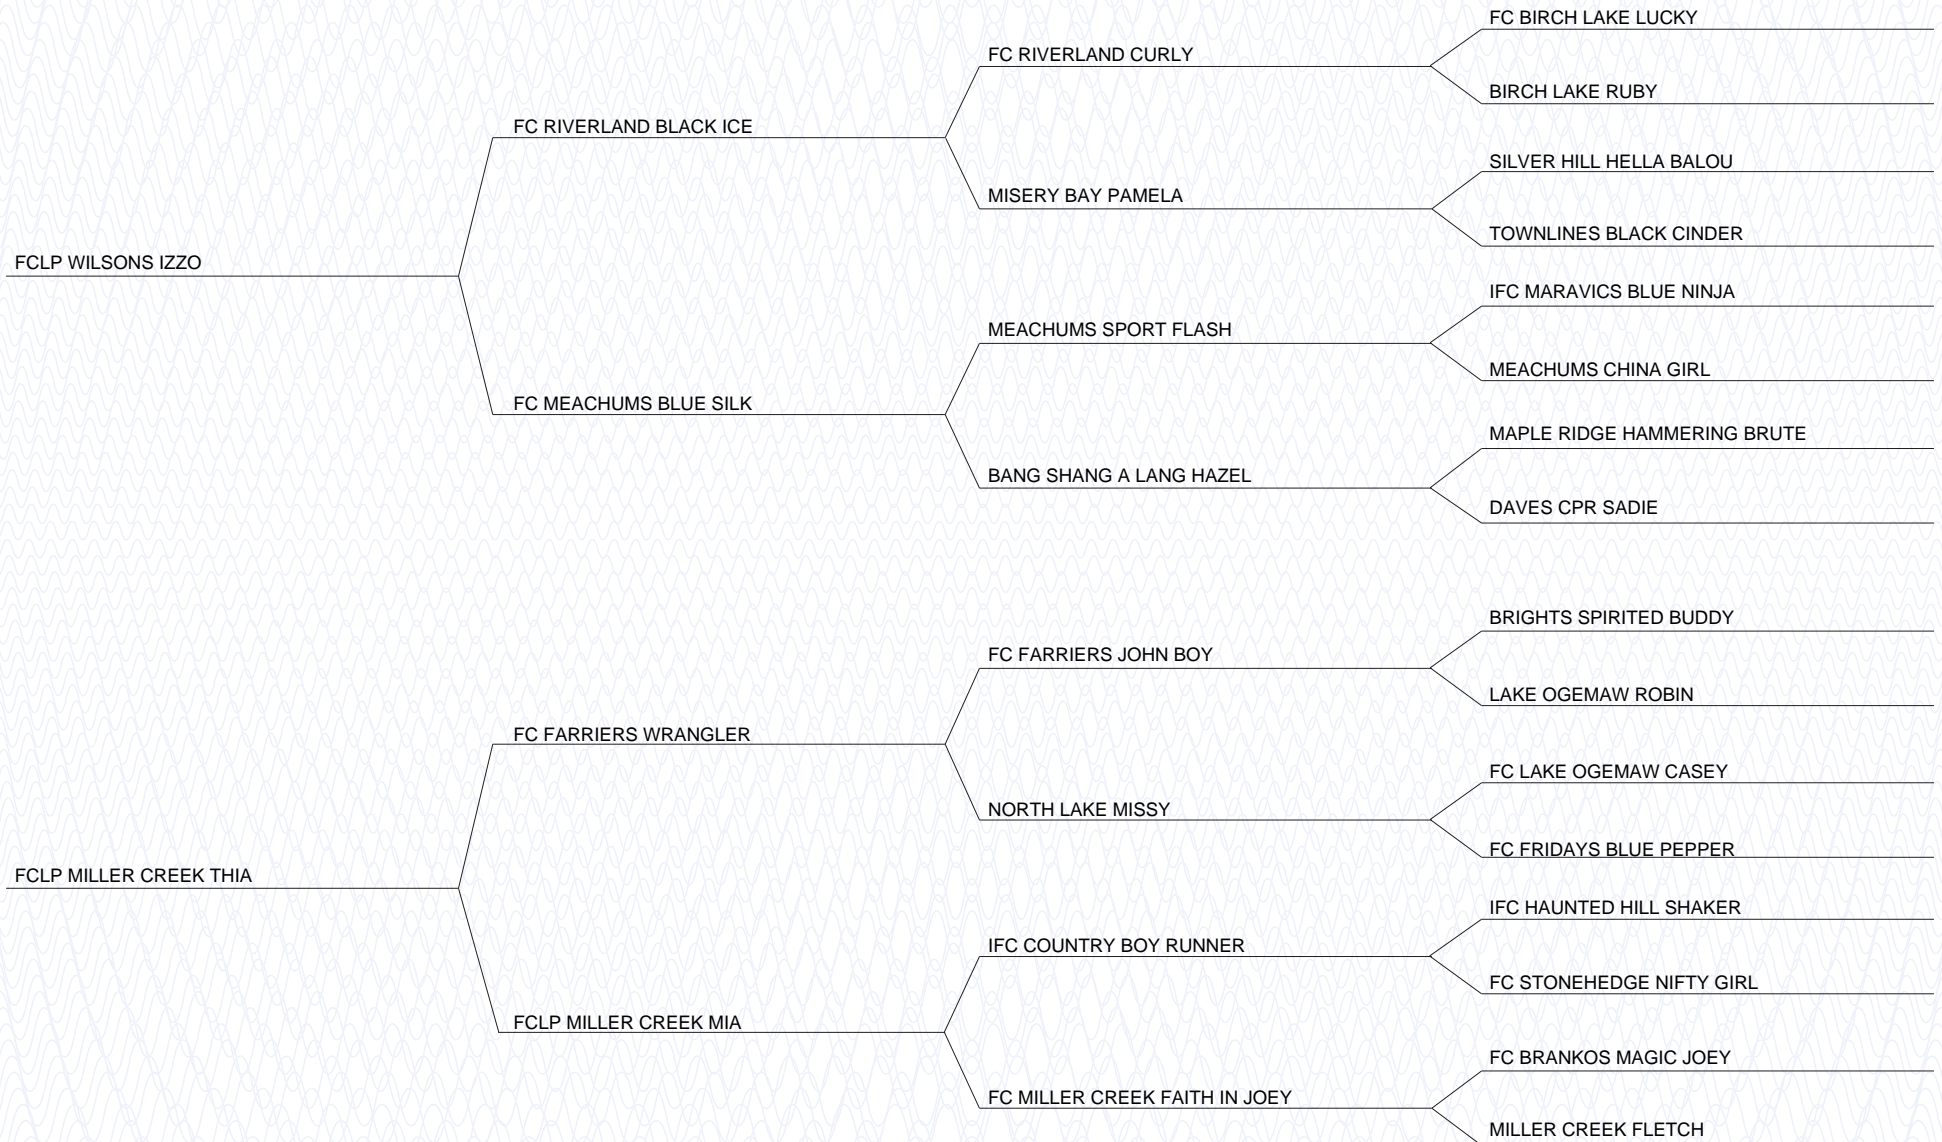 FC BIRCH LAKE LUCKY
FC RIVERLAND CURLY
BIRCH LAKE RUBY
FC RIVERLAND BLACK ICE
SILVER HILL HELLA BALOU
MISERY BAY PAMELA
TOWNLINES BLACK CINDER
FCLP WILSONS IZZO
IFC MARAVICS BLUE NINJA
MEACHUMS SPORT FLASH
MEACHUMS CHINA GIRL
FC MEACHUMS BLUE SILK
MAPLE RIDGE HAMMERING BRUTE
BANG SHANG A LANG HAZEL
DAVES CPR SADIE
BRIGHTS SPIRITED BUDDY
FC FARRIERS JOHN BOY
LAKE OGEMAW ROBIN
FC FARRIERS WRANGLER
FC LAKE OGEMAW CASEY
NORTH LAKE MISSY
FC FRIDAYS BLUE PEPPER
FCLP MILLER CREEK THIA
IFC HAUNTED HILL SHAKER
IFC COUNTRY BOY RUNNER
FC STONEHEDGE NIFTY GIRL
FCLP MILLER CREEK MIA
FC BRANKOS MAGIC JOEY
FC MILLER CREEK FAITH IN JOEY
MILLER CREEK FLETCH